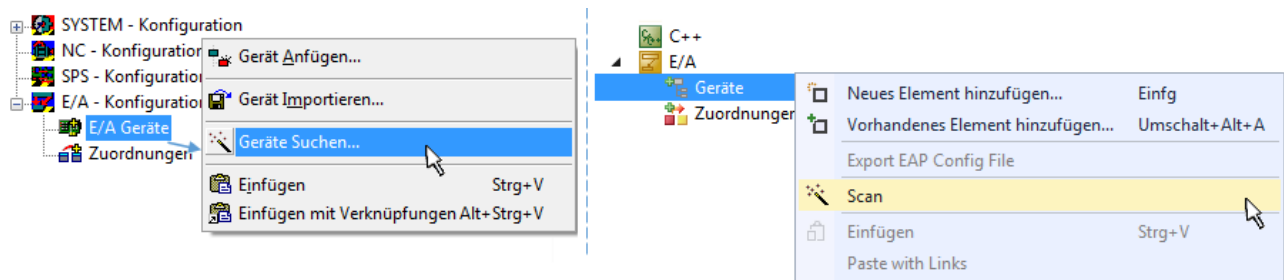 SYSTEM - Konfiguration
NC - Konfiguration
SPS - Konfiguration
E/A - Konfiguration
E/A Geräte
Zuordnungen
Gerät Anfügen...
Gerät Importieren...
Geräte Suchen...
Einfügen Strg+V
Einfügen mit Verknüpfungen Alt+Strg+V
C++
E/A
Geräte
Zuordnungen
Neues Element hinzufügen... Einfg
Vorhandenes Element hinzufügen... Umschalt+Alt+A
Export EAP Config File
Scan
Einfügen Strg+V
Paste with Links